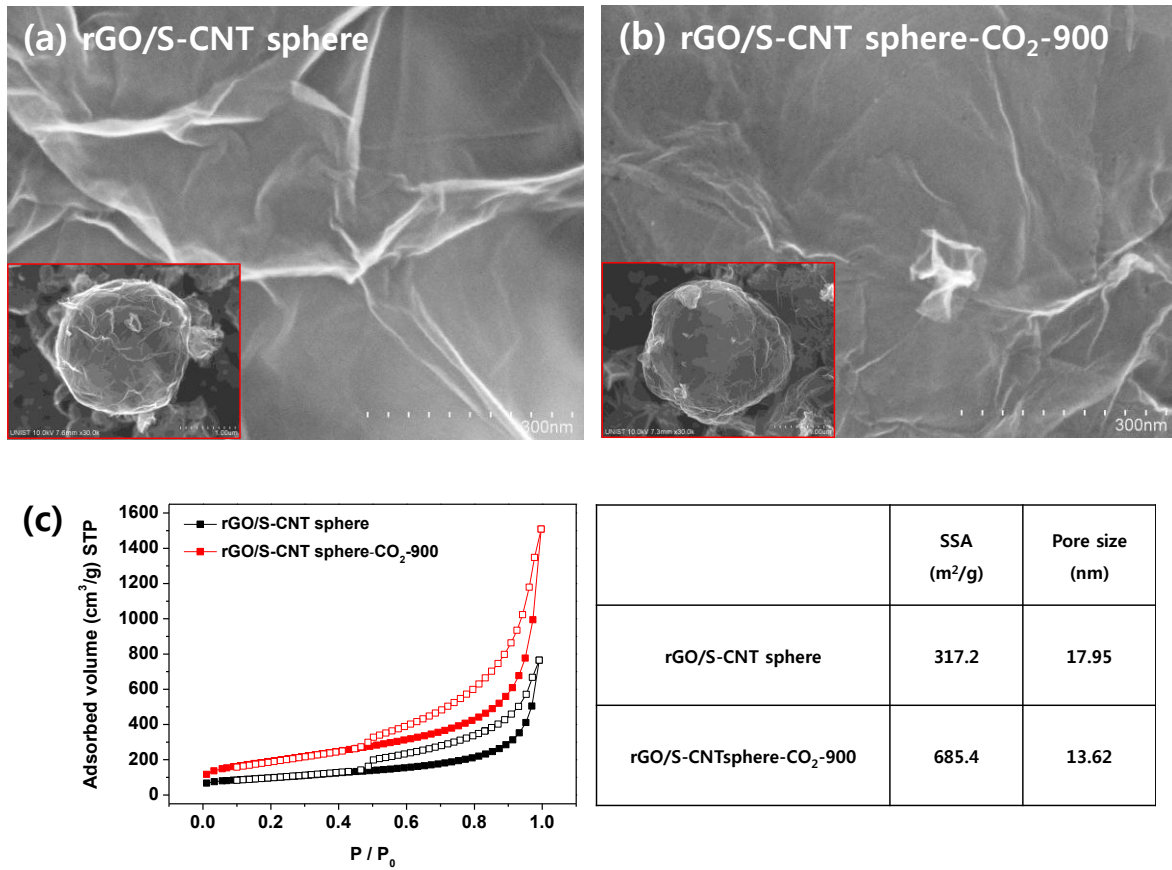 (a) rGO/S-CNT sphere
UNIST 10.0kV 7.6mm x30.0k
1.00um
300nm
(b) rGO/S-CNT sphere-CO₂-900
UNIST 10.0kV 7.3mm x30.0k
1.00um
300nm
(c)
rGO/S-CNT sphere
rGO/S-CNT sphere-CO₂-900
Adsorbed volume (cm³/g) STP
1600
1400
1200
1000
800
600
400
200
0
0.0 0.2 0.4 0.6 0.8 1.0
P / P₀
SSA (m²/g) Pore size (nm)
rGO/S-CNT sphere 317.2 17.95
rGO/S-CNTsphere-CO₂-900 685.4 13.62